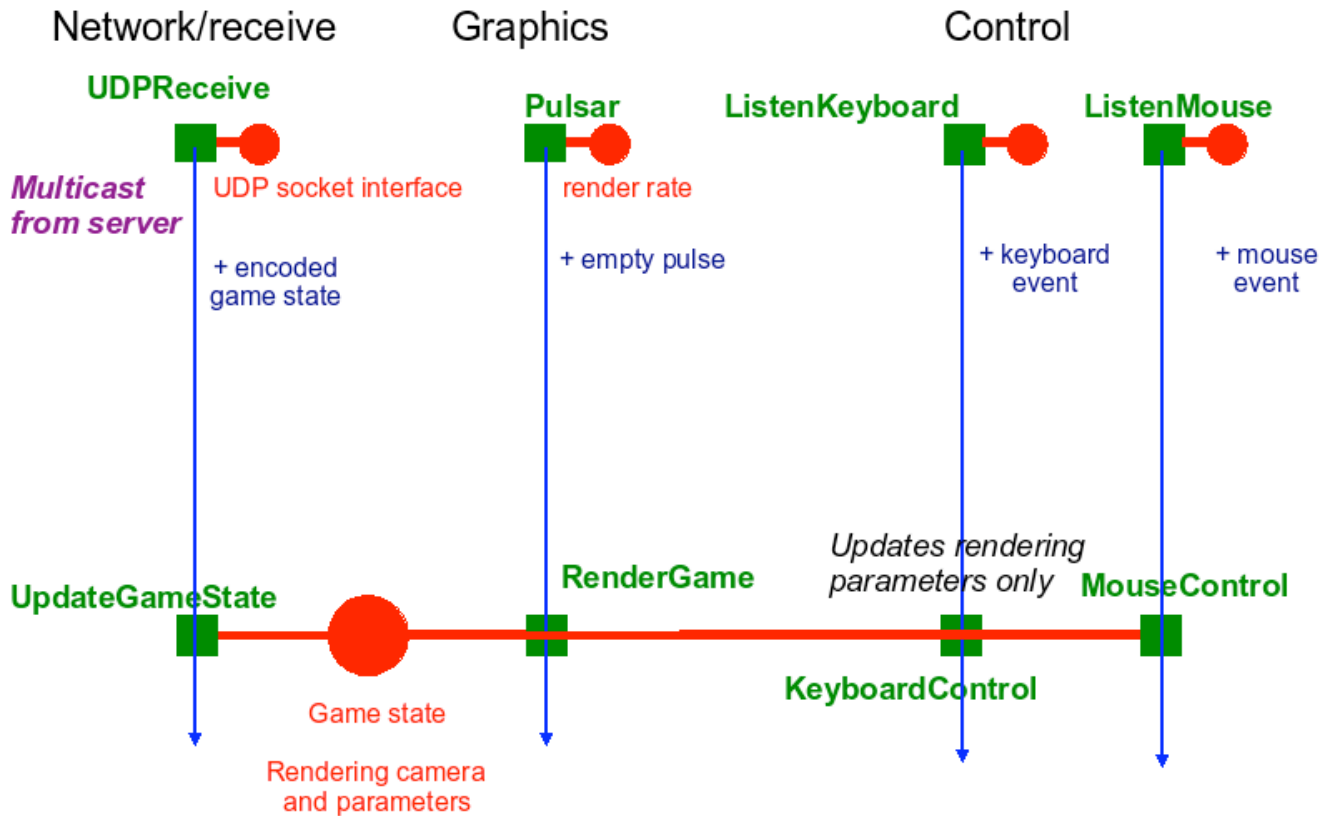 Network/receive
Graphics
Control
UDPReceive
Pulsar
ListenKeyboard
ListenMouse
Multicast
from server
UDP socket interface
render rate
+ encoded
game state
+ empty pulse
+ keyboard
event
+ mouse
event
Updates rendering
parameters only
UpdateGameState
RenderGame
MouseControl
KeyboardControl
Game state
Rendering camera
and parameters